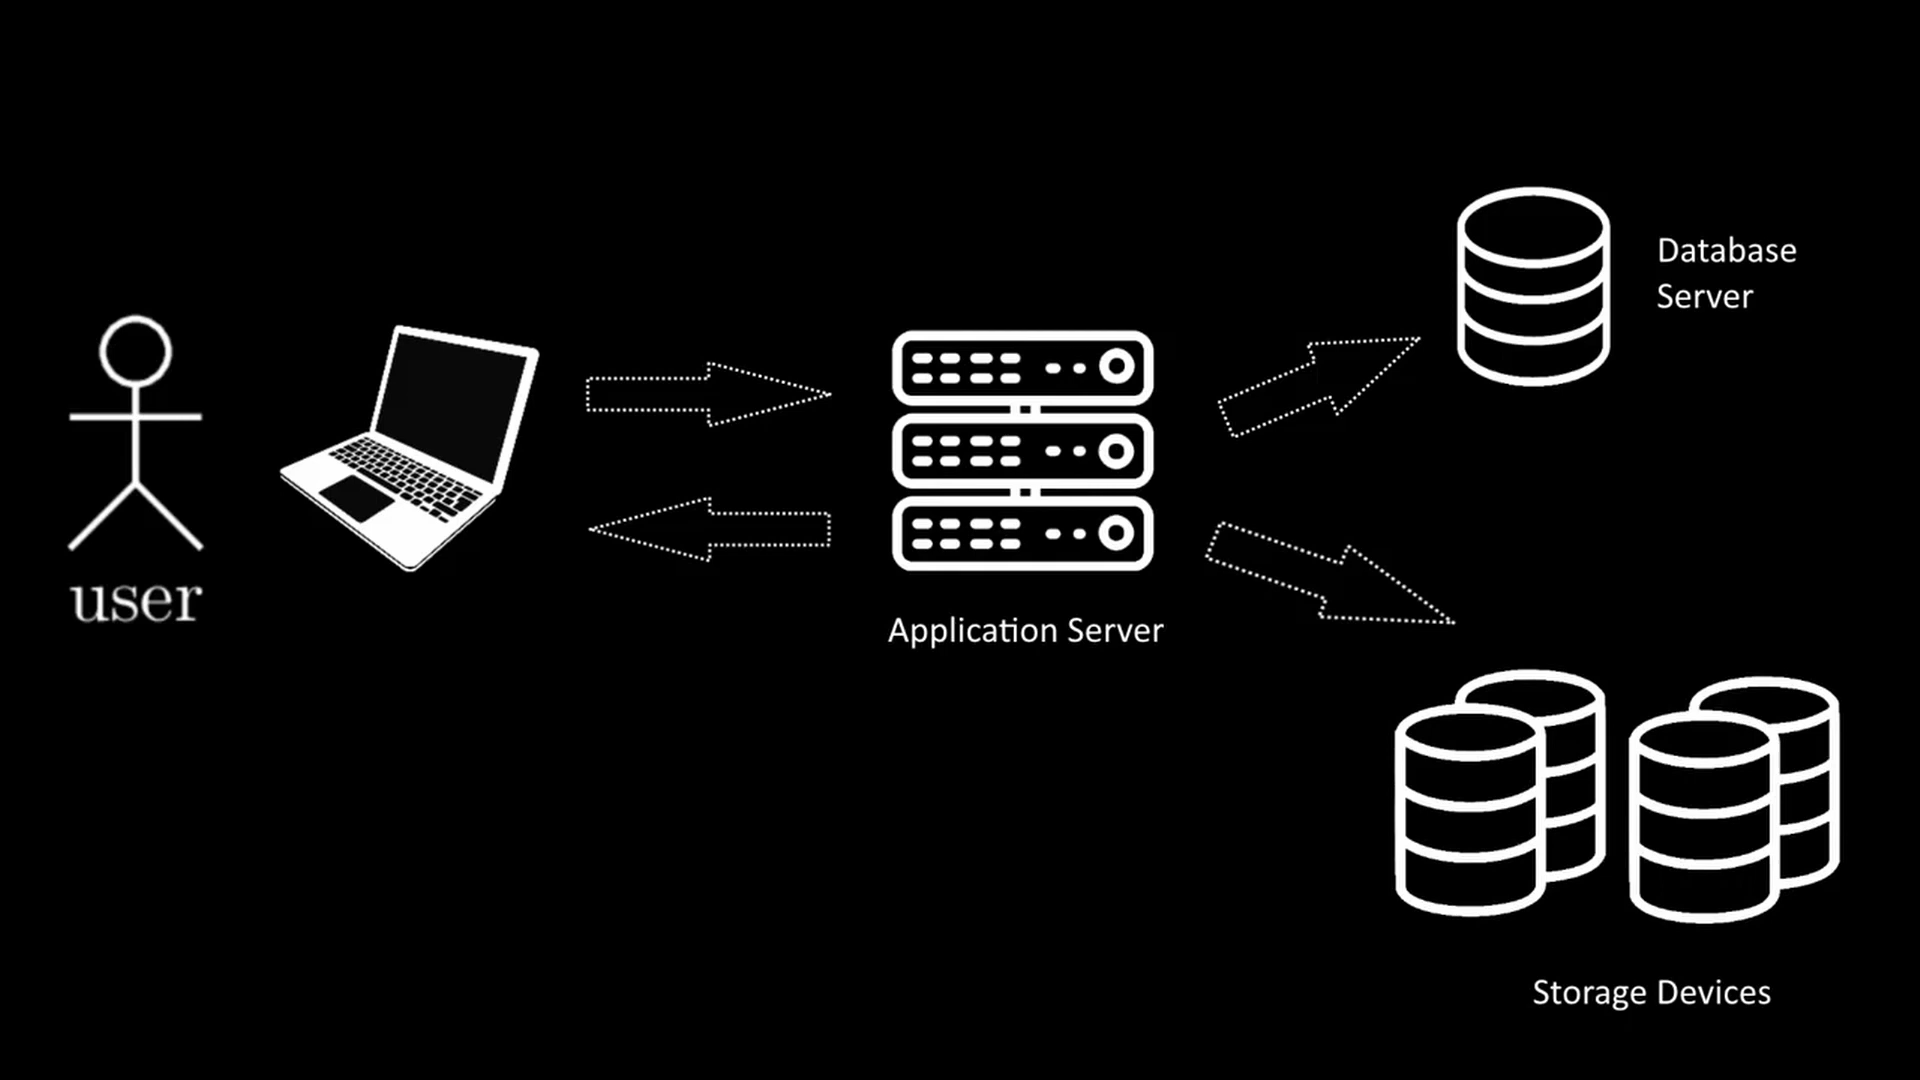 Database
Server
user
Application Server
Storage Devices